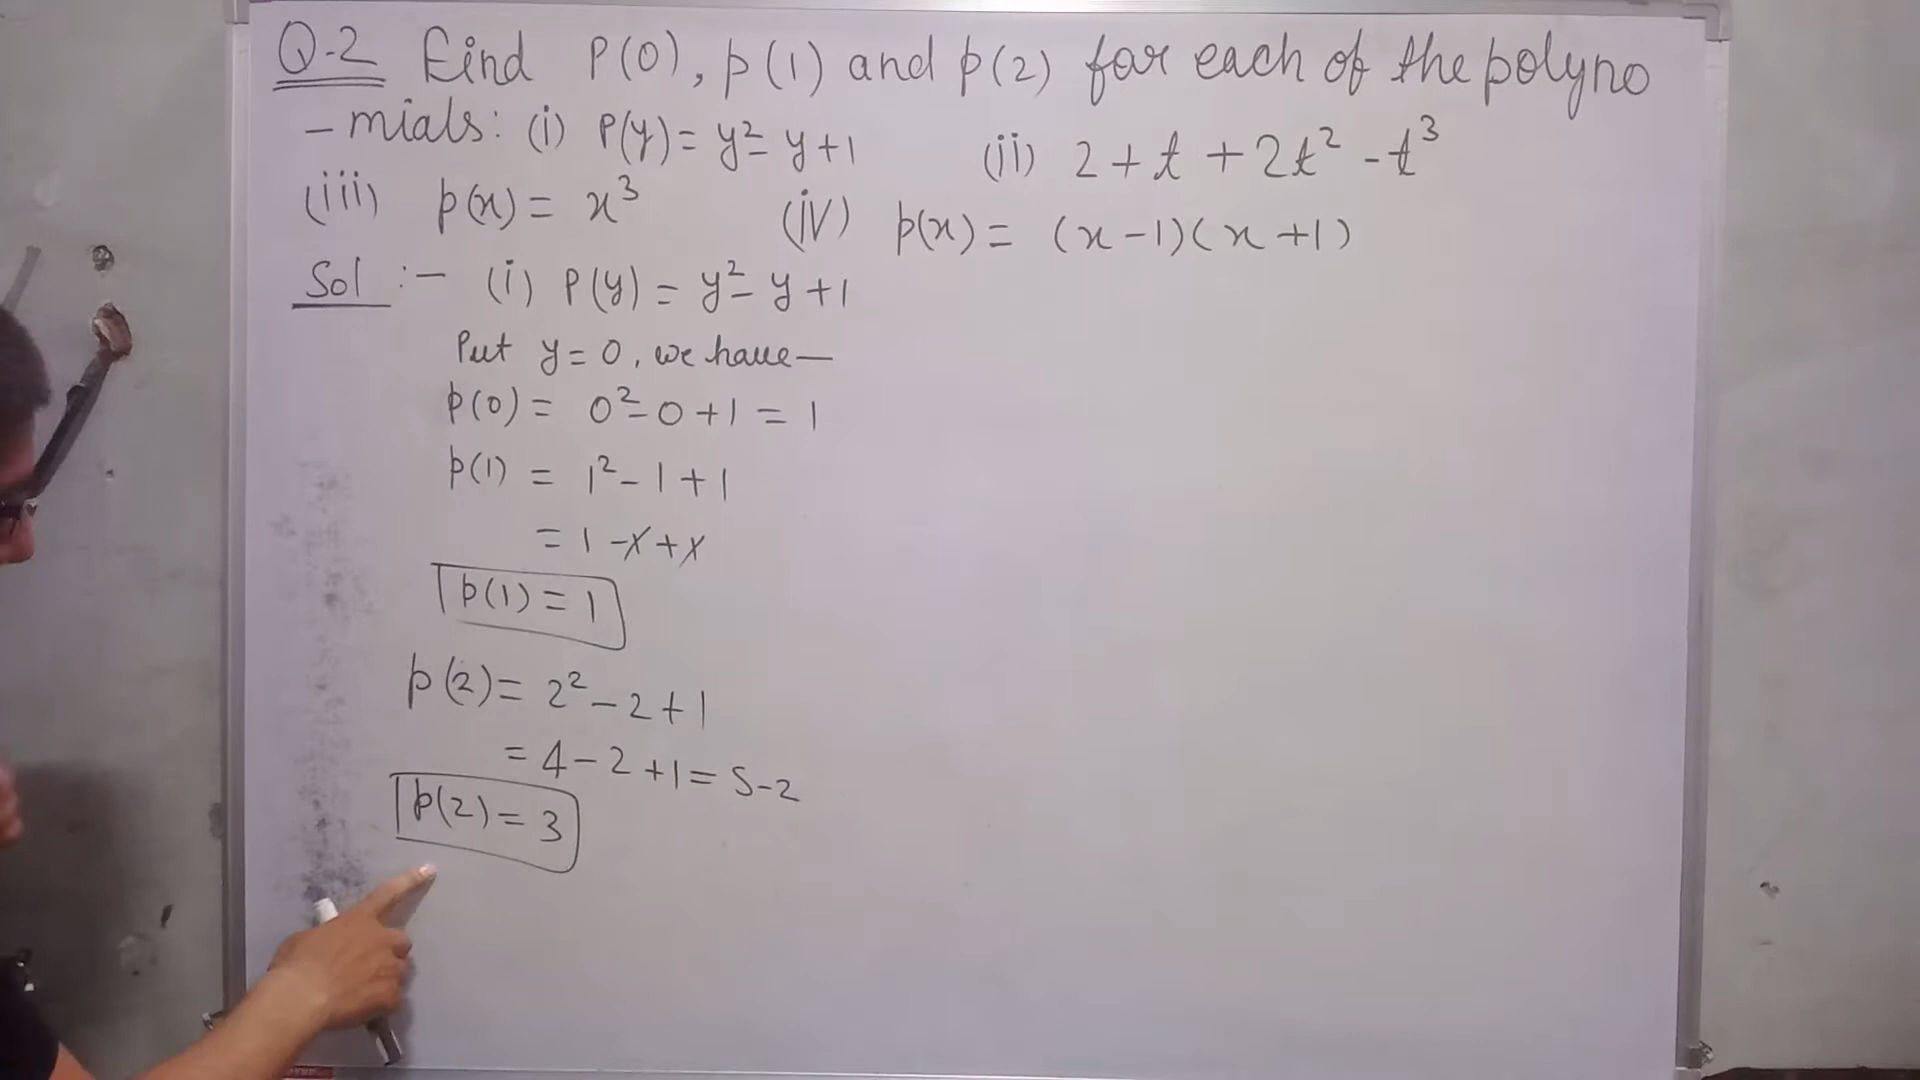 Q.2 Find P(0), p(1) and p(2) for each of the polyno
-mials: (i) P(y) = y² - y + 1 (ii) 2 + t + 2t² - t³
(iii) p(x) = x³ (iv) p(x) = (x - 1)(x + 1)
Sol :- (i) P(y) = y² - y + 1
Put y = 0, we have—
p(0) = 0² - 0 + 1 = 1
p(1) = 1² - 1 + 1
= 1 - 1 + 1
p(1) = 1
p(2) = 2² - 2 + 1
= 4 - 2 + 1 = 5 - 2
p(2) = 3